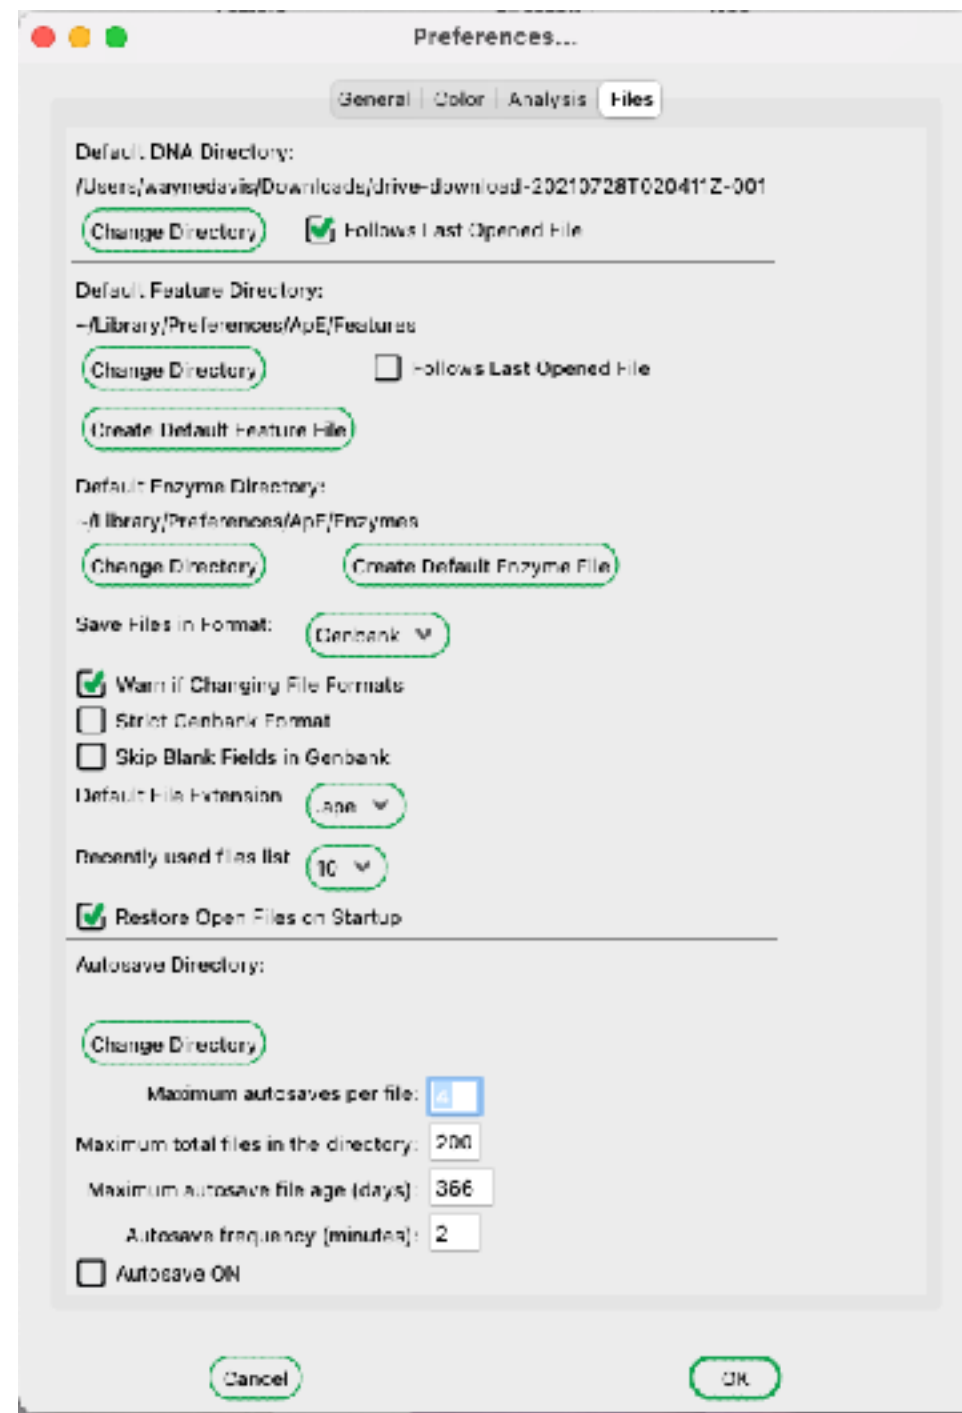 Preferences...
General Color Analysis Files
Default DNA Directory:
/Users/waynedavis/Downloads/drive-download-20210728T020411Z-001
Change Directory Follows Last Opened File
Default Feature Directory:
~/Library/Preferences/ApE/Features
Change Directory Follows Last Opened File
Create Default Feature File
Default Enzyme Directory:
~/Library/Preferences/ApE/Enzymes
Change Directory Create Default Enzyme File
Save Files in Format: Genbank
Warn if Changing File Formats
Strict Genbank Format
Skip Blank Fields in Genbank
Default File Extension .ape
Recently used files list 10
Restore Open Files on Startup
Autosave Directory:
Change Directory
Maximum autosaves per file: 4
Maximum total files in the directory: 200
Maximum autosave file age (days): 366
Autosave frequency (minutes): 2
Autosave ON
Cancel OK